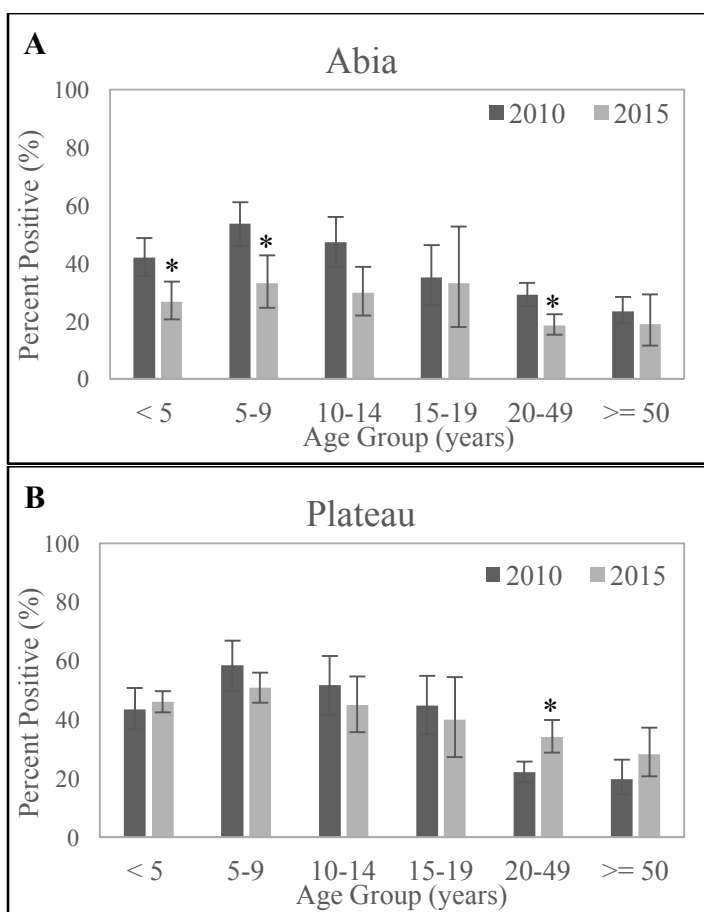 A
Abia
100
80
60
40
20
0
Percent Positive (%)
2010 2015
*
*
*
< 5 5-9 10-14 15-19 20-49 >= 50
Age Group (years)
B
Plateau
100
80
60
40
20
0
Percent Positive (%)
2010 2015
*
< 5 5-9 10-14 15-19 20-49 >= 50
Age Group (years)